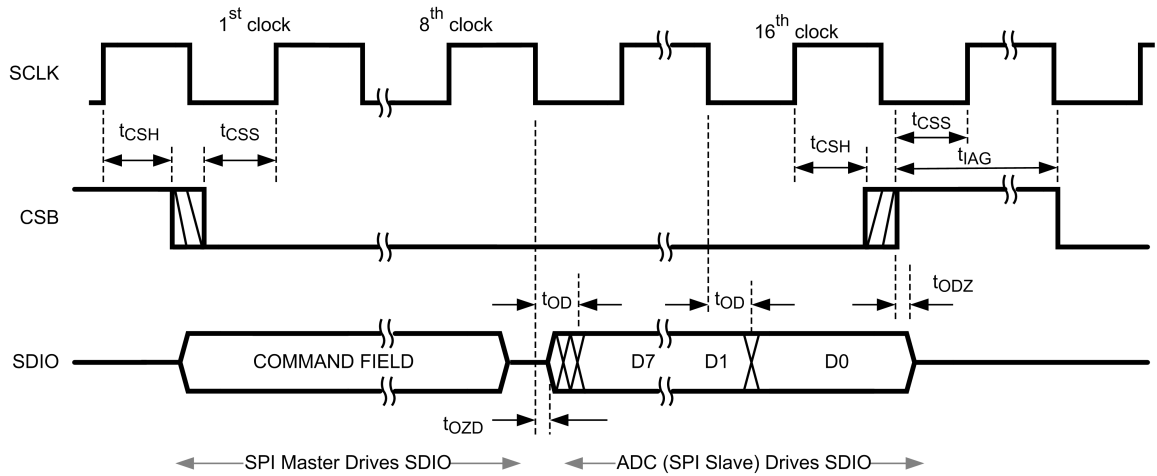 1st clock
8th clock
16th clock
SCLK
tCSH
tCSS
tCSH
tCSS
tIAG
CSB
tOD
tOD
tODZ
SDIO
COMMAND FIELD
D7
D1
D0
tOZD
SPI Master Drives SDIO
ADC (SPI Slave) Drives SDIO